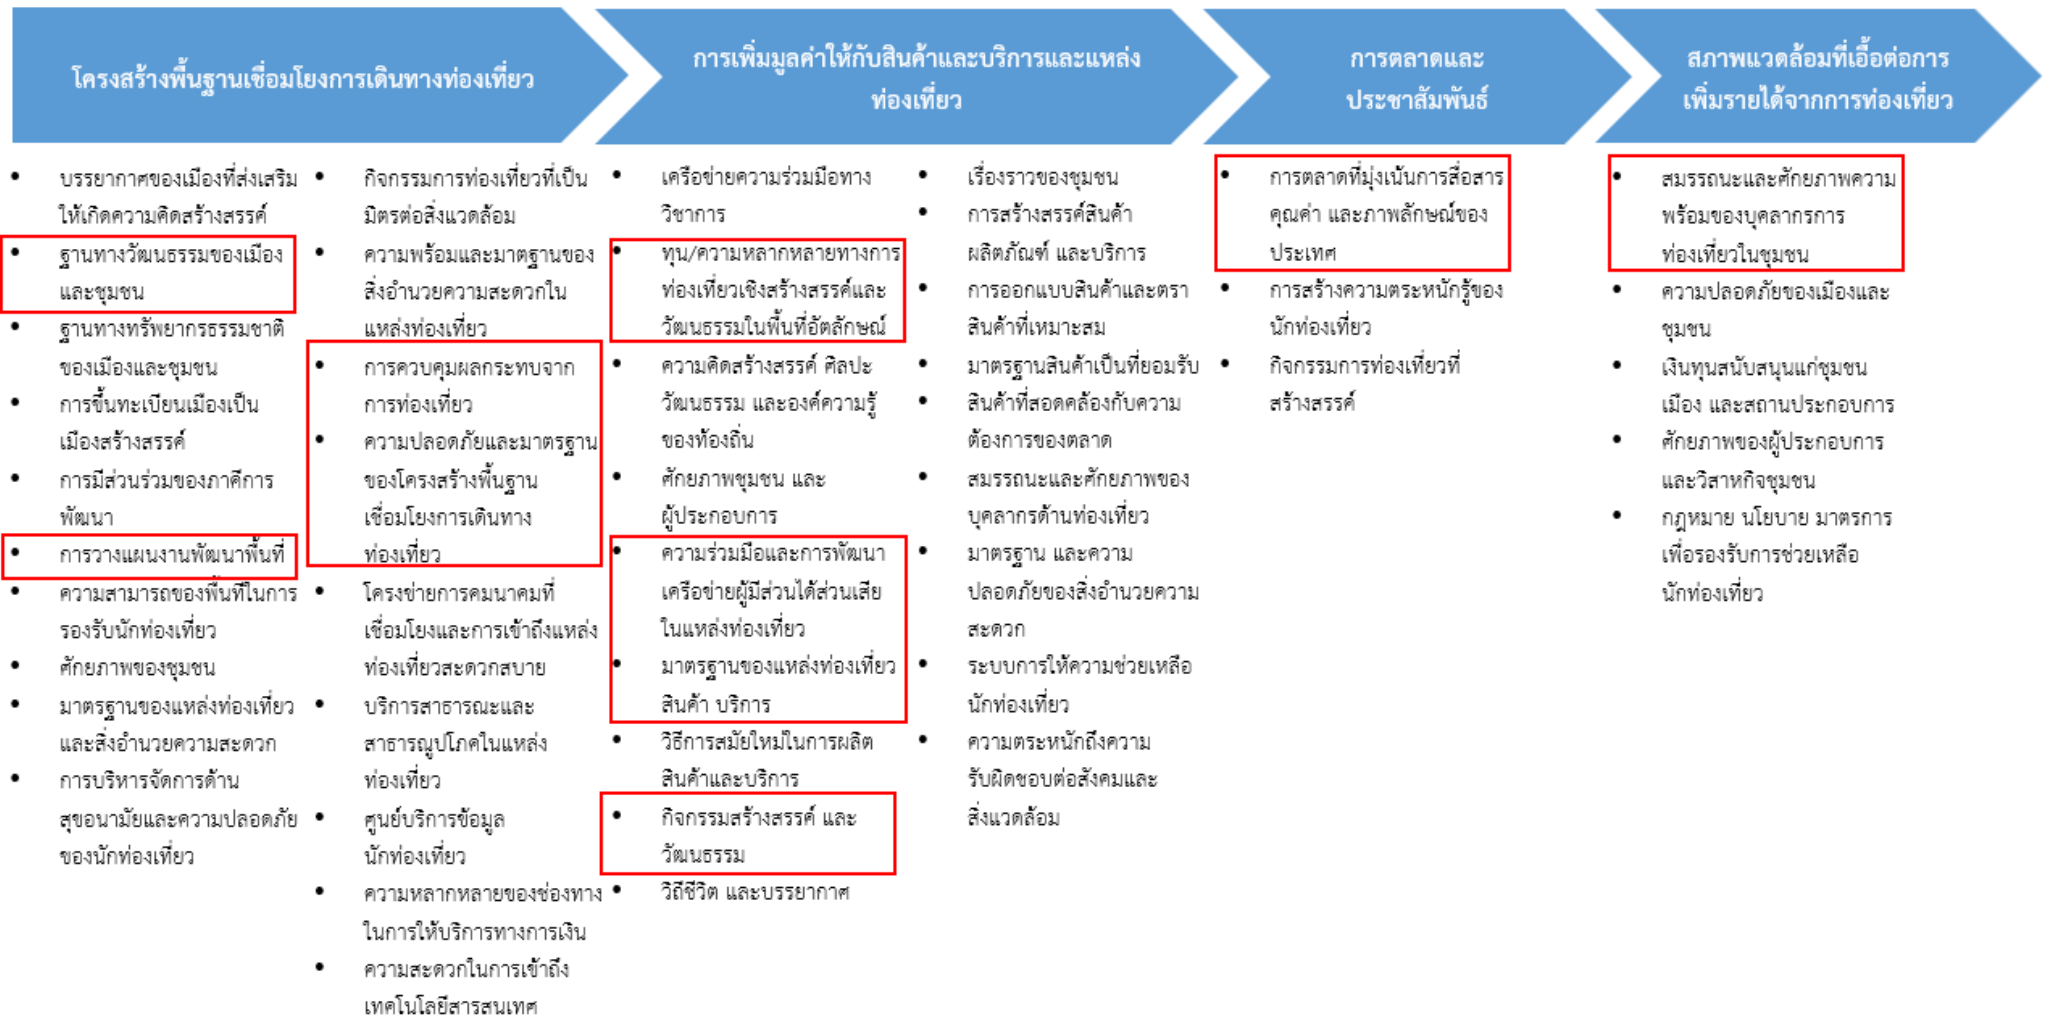 โครงสร้างพื้นฐานเชื่อมโยงการเดินทางท่องเที่ยว
การเพิ่มมูลค่าให้กับสินค้าและบริการและแหล่ง
ท่องเที่ยว
การตลาดและ
ประชาสัมพันธ์
สภาพแวดล้อมที่เอื้อต่อการ
เพิ่มรายได้จากการท่องเที่ยว
• บรรยากาศของเมืองที่ส่งเสริม
ให้เกิดความคิดสร้างสรรค์
• ฐานทางวัฒนธรรมของเมือง
และชุมชน
• ฐานทางทรัพยากรธรรมชาติ
ของเมืองและชุมชน
• การขึ้นทะเบียนเมืองเป็น
เมืองสร้างสรรค์
• การมีส่วนร่วมของภาคีการ
พัฒนา
• การวางแผนงานพัฒนาพื้นที่
• ความสามารถของพื้นที่ในการ
รองรับนักท่องเที่ยว
• ศักยภาพของชุมชน
• มาตรฐานของแหล่งท่องเที่ยว
และสิ่งอำนวยความสะดวก
• การบริหารจัดการด้าน
สุขอนามัยและความปลอดภัย
ของนักท่องเที่ยว
• กิจกรรมการท่องเที่ยวที่เป็น
มิตรต่อสิ่งแวดล้อม
• ความพร้อมและมาตฐานของ
สิ่งอำนวยความสะดวกใน
แหล่งท่องเที่ยว
• การควบคุมผลกระทบจาก
การท่องเที่ยว
• ความปลอดภัยและมาตรฐาน
ของโครงสร้างพื้นฐาน
เชื่อมโยงการเดินทาง
ท่องเที่ยว
• โครงข่ายการคมนาคมที่
เชื่อมโยงและการเข้าถึงแหล่ง
ท่องเที่ยวสะดวกสบาย
• บริการสาธารณะและ
สาธารณูปโภคในแหล่ง
ท่องเที่ยว
• ศูนย์บริการข้อมูล
นักท่องเที่ยว
• ความหลากหลายของช่องทาง
ในการให้บริการทางการเงิน
• ความสะดวกในการเข้าถึง
เทคโนโลยีสารสนเทศ
• เครือข่ายความร่วมมือทาง
วิชาการ
• ทุน/ความหลากหลายทางการ
ท่องเที่ยวเชิงสร้างสรรค์และ
วัฒนธรรมในพื้นที่อัตลักษณ์
• ความคิดสร้างสรรค์ ศิลปะ
วัฒนธรรม และองค์ความรู้
ของท้องถิ่น
• ศักยภาพชุมชน และ
ผู้ประกอบการ
• ความร่วมมือและการพัฒนา
เครือข่ายผู้มีส่วนได้ส่วนเสีย
ในแหล่งท่องเที่ยว
• มาตรฐานของแหล่งท่องเที่ยว
สินค้า บริการ
• วิธีการสมัยใหม่ในการผลิต
สินค้าและบริการ
• กิจกรรมสร้างสรรค์ และ
วัฒนธรรม
• วิถีชีวิต และบรรยากาศ
• เรื่องราวของชุมชน
• การสร้างสรรค์สินค้า
ผลิตภัณฑ์ และบริการ
• การออกแบบสินค้าและตรา
สินค้าที่เหมาะสม
• มาตรฐานสินค้าเป็นที่ยอมรับ
• สินค้าที่สอดคล้องกับความ
ต้องการของตลาด
• สมรรถนะและศักยภาพของ
บุคลากรด้านท่องเที่ยว
• มาตรฐาน และความ
ปลอดภัยของสิ่งอำนวยความ
สะดวก
• ระบบการให้ความช่วยเหลือ
นักท่องเที่ยว
• ความตระหนักถึงความ
รับผิดชอบต่อสังคมและ
สิ่งแวดล้อม
• การตลาดที่มุ่งเน้นการสื่อสาร
คุณค่า และภาพลักษณ์ของ
ประเทศ
• การสร้างความตระหนักรู้ของ
นักท่องเที่ยว
• กิจกรรมการท่องเที่ยวที่
สร้างสรรค์
• สมรรถนะและศักยภาพความ
พร้อมของบุคลากรการ
ท่องเที่ยวในชุมชน
• ความปลอดภัยของเมืองและ
ชุมชน
• เงินทุนสนับสนุนแก่ชุมชน
เมือง และสถานประกอบการ
• ศักยภาพของผู้ประกอบการ
และวิสาหกิจชุมชน
• กฎหมาย นโยบาย มาตรการ
เพื่อรองรับการช่วยเหลือ
นักท่องเที่ยว